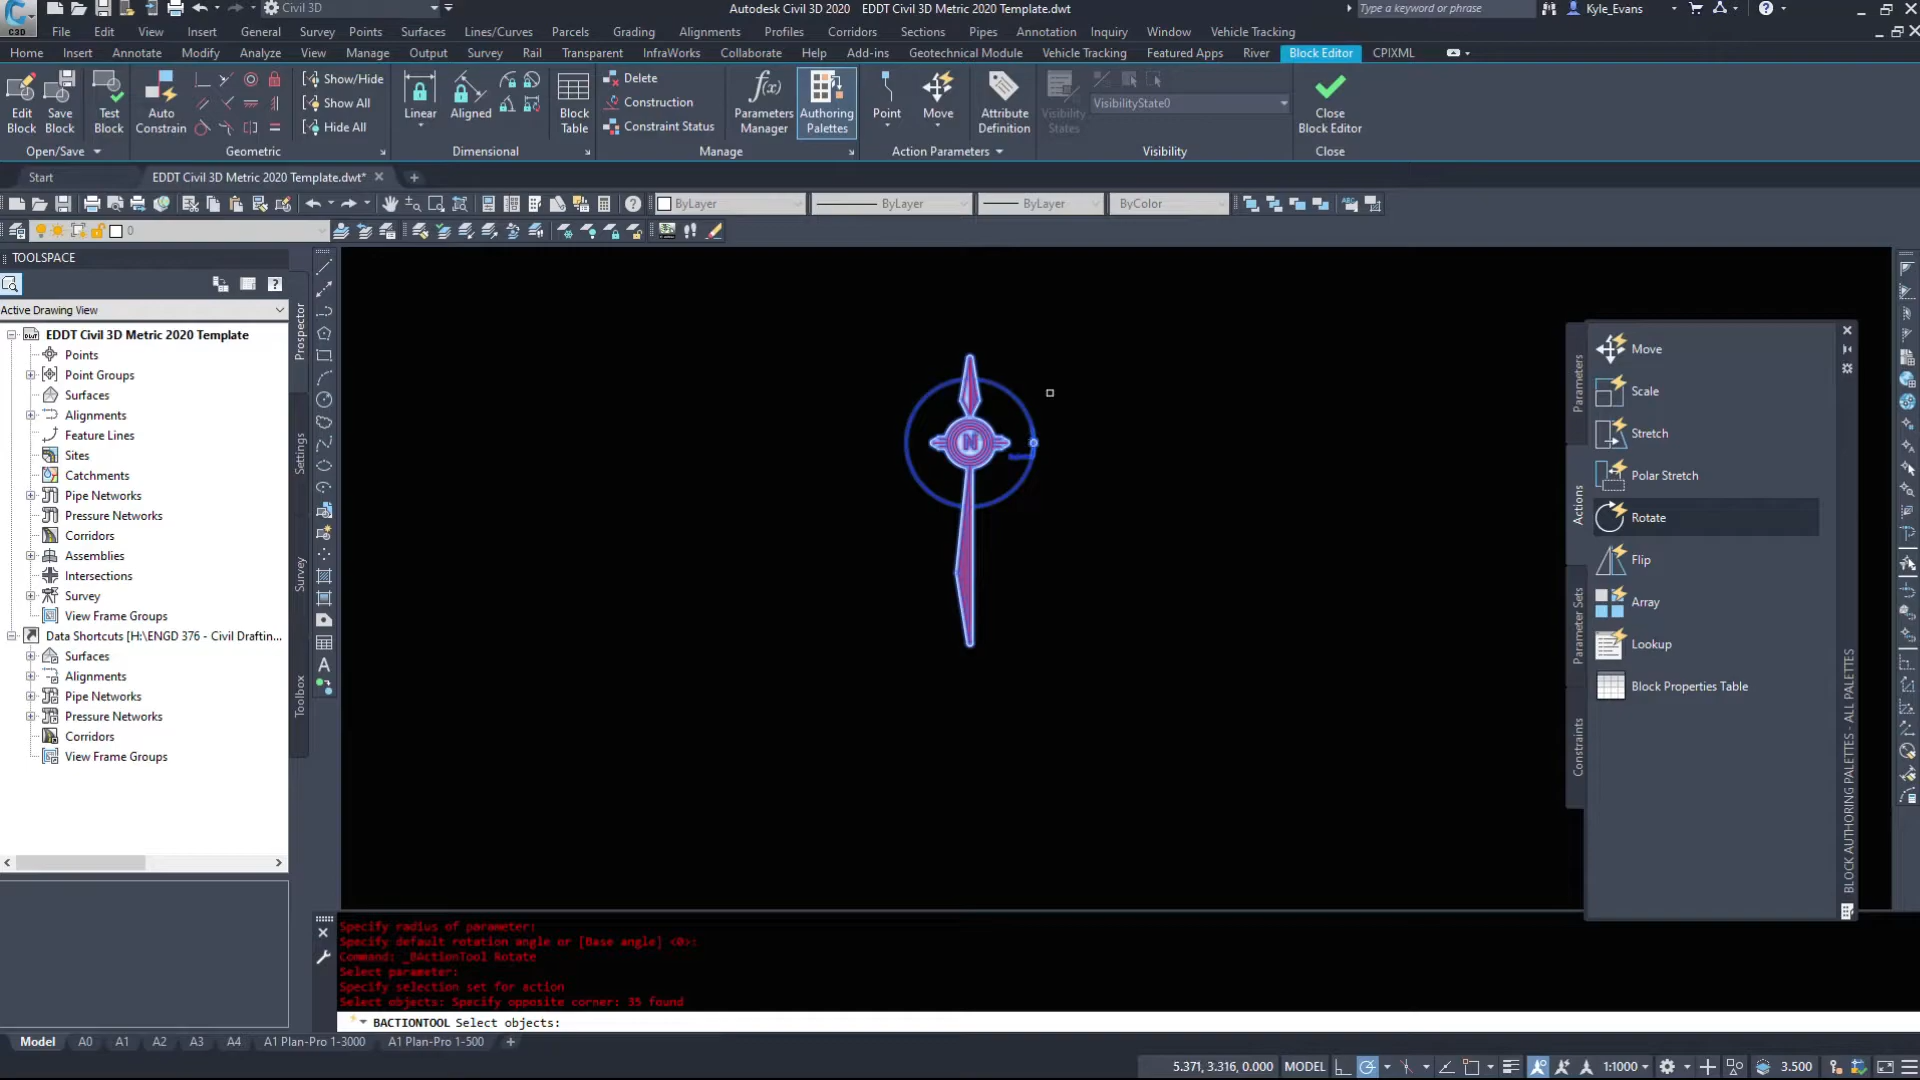 C3D
Civil 3D
Autodesk Civil 3D 2020 EDDT Civil 3D Metric 2020 Template.dwt
Type a keyword or phrase
Kyle_Evans
File Edit View Insert General Survey Points Surfaces Lines/Curves Parcels Grading Alignments Profiles Corridors Sections Pipes Annotation Inquiry Window Vehicle Tracking
Home Insert Annotate Modify Analyze View Manage Output Survey Rail Transparent InfraWorks Collaborate Help Add-ins Geotechnical Module Vehicle Tracking Featured Apps River Block Editor CPIXML
Edit Block
Save Block
Test Block
Auto Constrain
Show/Hide
Show All
Hide All
Linear
Aligned
Block Table
Delete
Construction
Constraint Status
Parameters Manager
Authoring Palettes
Point
Move
Attribute Definition
Visibility States
VisibilityState0
Close Block Editor
Open/Save
Geometric
Dimensional
Manage
Action Parameters
Visibility
Close
Start
EDDT Civil 3D Metric 2020 Template.dwt*
ByLayer
ByLayer
ByLayer
ByColor
0
TOOLSPACE
Active Drawing View
EDDT Civil 3D Metric 2020 Template
Points
Point Groups
Surfaces
Alignments
Feature Lines
Sites
Catchments
Pipe Networks
Pressure Networks
Corridors
Assemblies
Intersections
Survey
View Frame Groups
Data Shortcuts [H:\ENGD 376 - Civil Draftin...
Surfaces
Alignments
Pipe Networks
Pressure Networks
Corridors
View Frame Groups
Prospector
Settings
Survey
Toolbox
N
Parameters
Actions
Parameter Sets
Constraints
Move
Scale
Stretch
Polar Stretch
Rotate
Flip
Array
Lookup
Block Properties Table
BLOCK AUTHORING PALETTES - ALL PALETTES
Specify radius of parameter:
Specify default rotation angle or [Base angle] <0>:
Command: _BActionTool Rotate
Select parameter:
Specify selection set for action
Select objects: Specify opposite corner: 35 found
BACTIONTOOL Select objects:
Model A0 A1 A2 A3 A4 A1 Plan-Pro 1-3000 A1 Plan-Pro 1-500
5.371, 3.316, 0.000 MODEL 1:1000 3.500